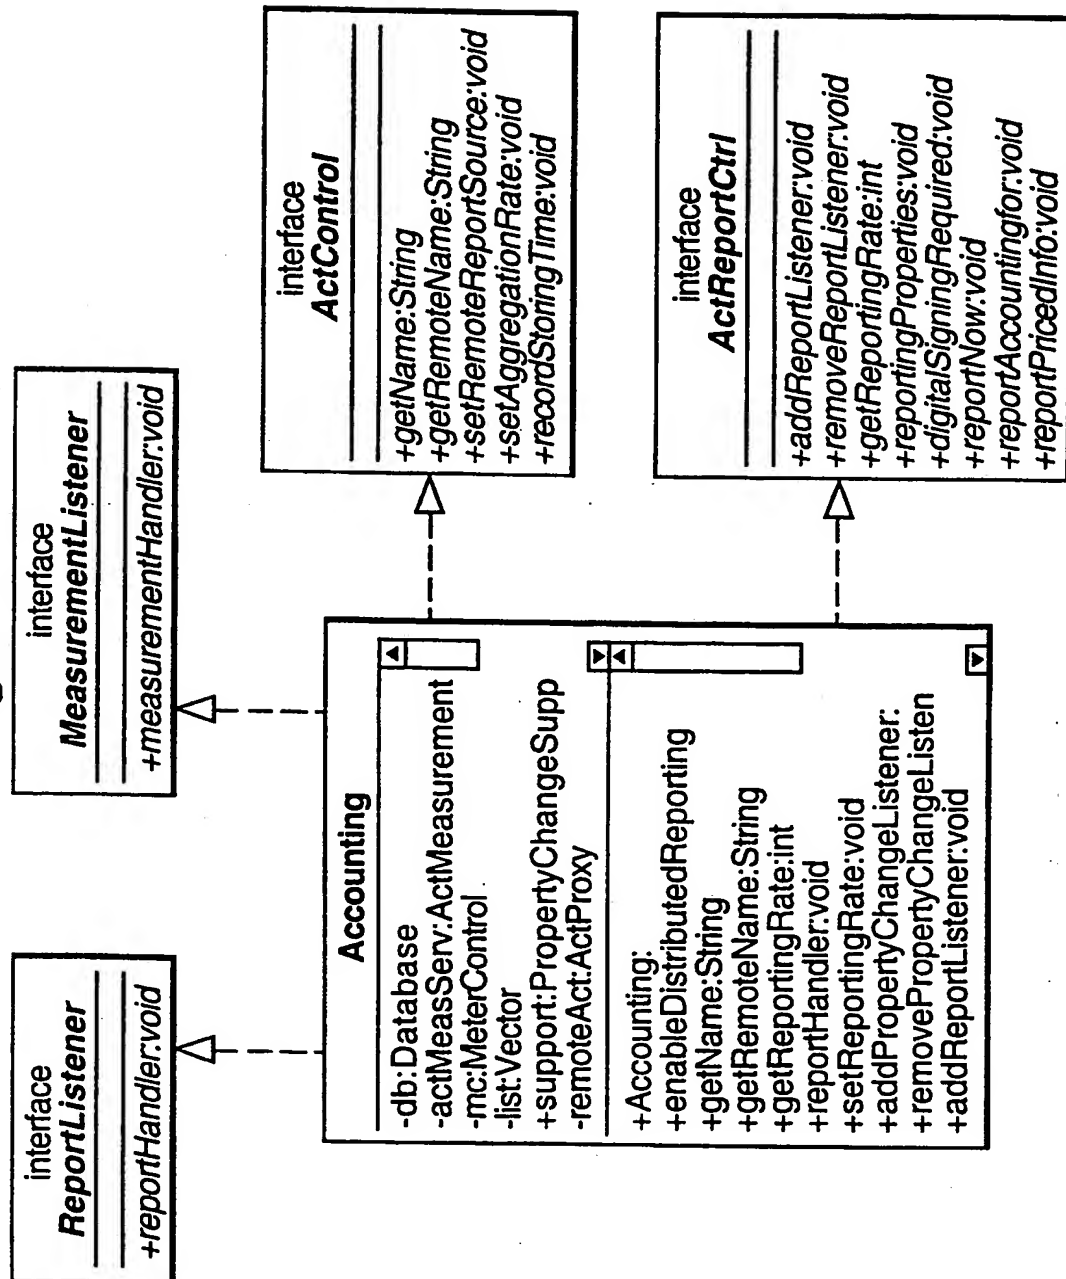 interface
ReportListener
+reportHandler:void
interface
MeasurementListener
+measurementHandler:void
Accounting
-db:Database
-actMeasServ:ActMeasurement
-mc:MeterControl
-list:Vector
+support:PropertyChangeSupp
-remoteAct:ActProxy
+Accounting:
+enableDistributedReporting
+getName:String
+getRemoteName:String
+getReportingRate:int
+reportHandler:void
+setReportingRate:void
+addPropertyChangeListener:
+removePropertyChangeListen
+addReportListener:void
interface
ActControl
+getName:String
+getRemoteName:String
+setRemoteReportSource:void
+setAggregationRate:void
+recordStoringTime:void
interface
ActReportCtrl
+addReportListener:void
+removeReportListener:void
+getReportingRate:int
+reportingProperties:void
+digitalSigningRequired:void
+reportNow:void
+reportAccountingfor:void
+reportPricedInfo:void